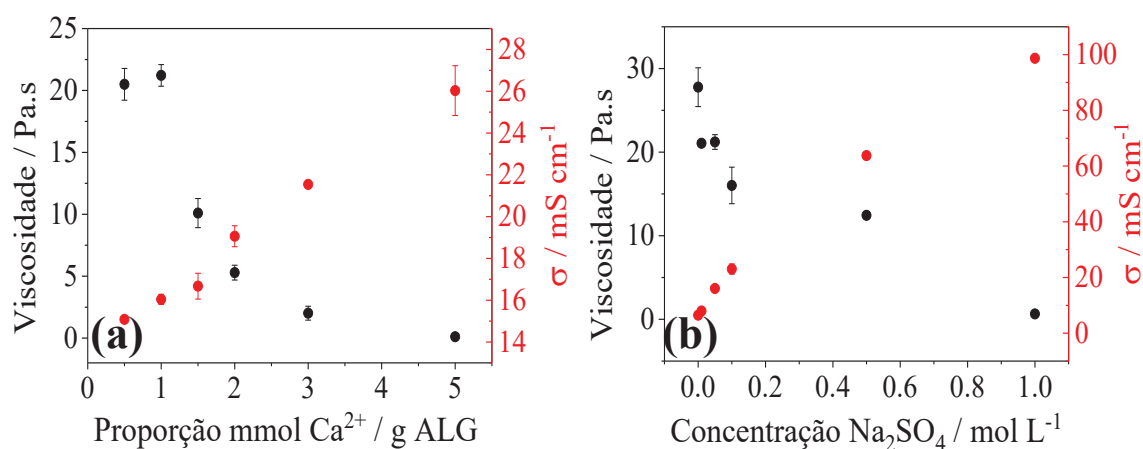 25
20
15
10
5
0
Viscosidade / Pa.s
(a)
0 1 2 3 4 5
Proporção mmol Ca²⁺ / g ALG
28
26
24
22
20
18
16
14
σ / mS cm⁻¹
30
20
10
0
Viscosidade / Pa.s
(b)
0.0 0.2 0.4 0.6 0.8 1.0
Concentração Na₂SO₄ / mol L⁻¹
100
80
60
40
20
0
σ / mS cm⁻¹